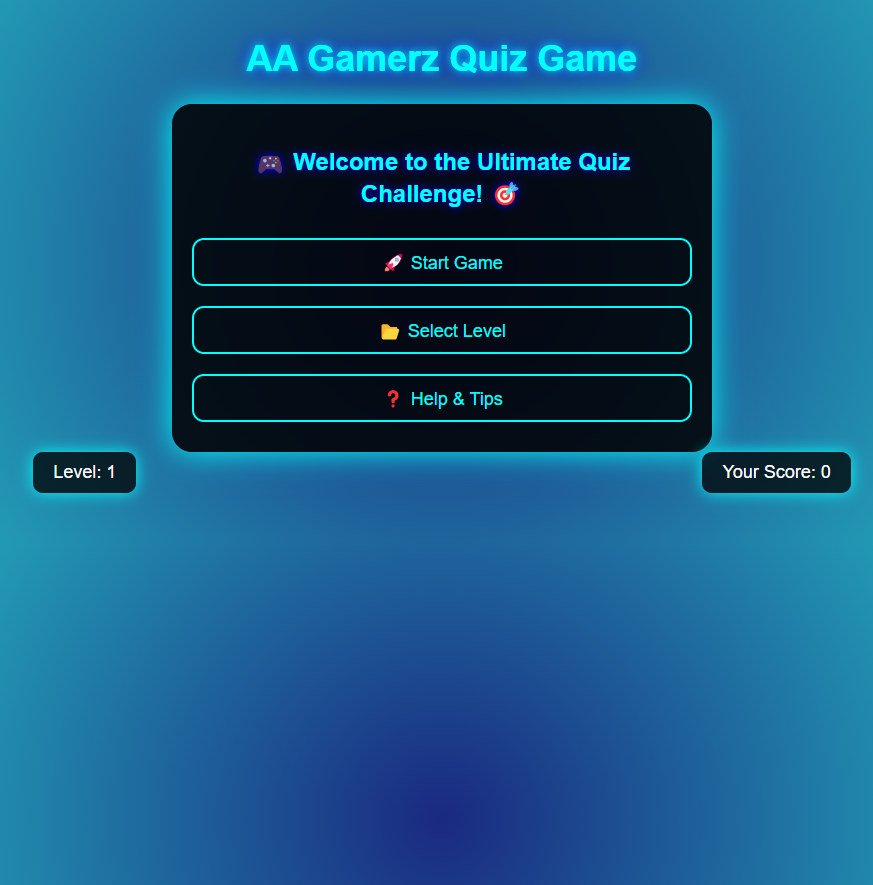 AA Gamerz Quiz Game
🎮 Welcome to the Ultimate Quiz
Challenge! 🎯
🚀 Start Game
📂 Select Level
❓ Help & Tips
Level: 1
Your Score: 0